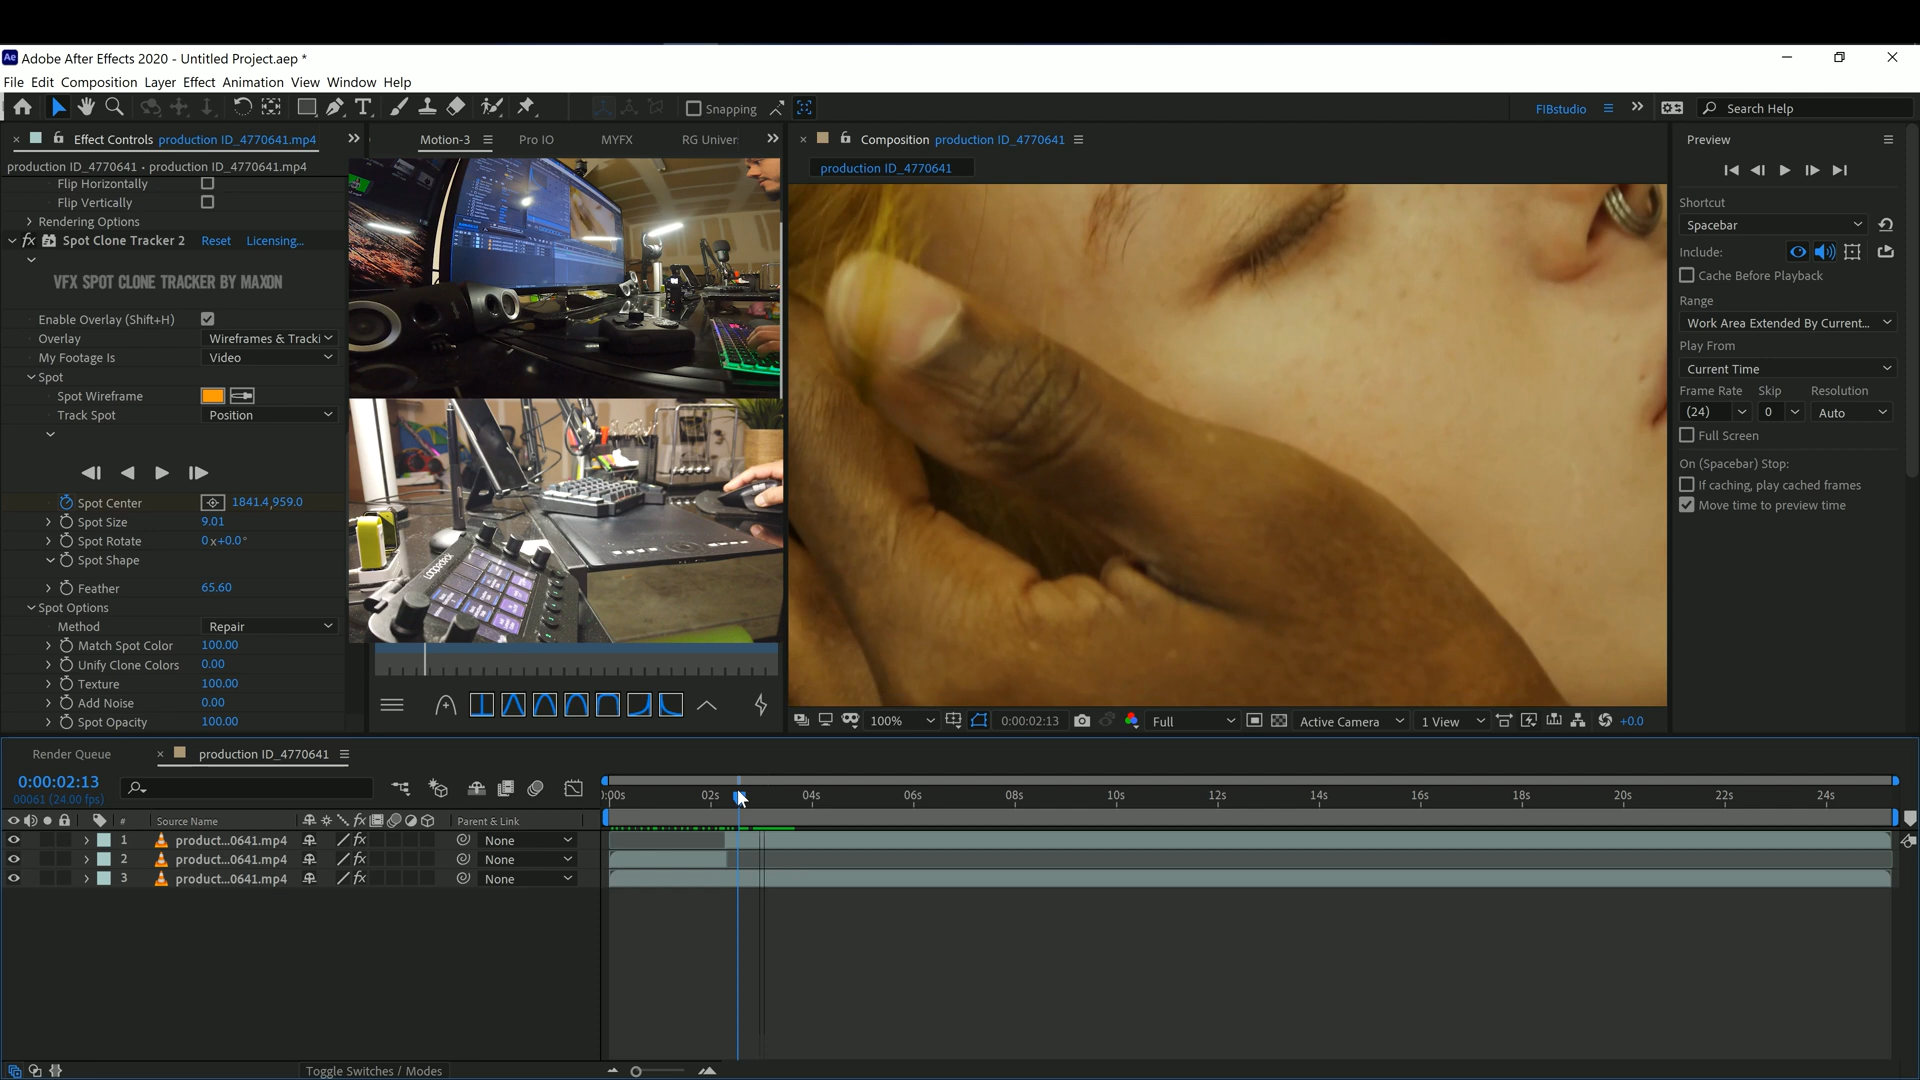 Adobe After Effects 2020 - Untitled Project.aep *
File Edit Composition Layer Effect Animation View Window Help
Snapping
FIBstudio
Search Help
Effect Controls production ID_4770641.mp4
Motion-3
Pro IO
MYFX
RG Univer
Composition production ID_4770641
Preview
production ID_4770641 • production ID_4770641.mp4
production ID_4770641
Flip Horizontally
Flip Vertically
Rendering Options
Spot Clone Tracker 2 Reset Licensing...
VFX SPOT CLONE TRACKER BY MAXON
Enable Overlay (Shift+H)
Overlay Wireframes & Tracki
My Footage Is Video
Spot
Spot Wireframe
Track Spot Position
Spot Center 1841.4,959.0
Spot Size 9.01
Spot Rotate 0x+0.0°
Spot Shape
Feather 65.60
Spot Options
Method Repair
Match Spot Color 100.00
Unify Clone Colors 0.00
Texture 100.00
Add Noise 0.00
Spot Opacity 100.00
Shortcut
Spacebar
Include:
Cache Before Playback
Range
Work Area Extended By Current...
Play From
Current Time
Frame Rate Skip Resolution
(24) 0 Auto
Full Screen
On (Spacebar) Stop:
If caching, play cached frames
Move time to preview time
100% 0:00:02:13 Full Active Camera 1 View +0.0
Render Queue
production ID_4770641
0:00:02:13
00061 (24.00 fps)
:00s 02s 04s 06s 08s 10s 12s 14s 16s 18s 20s 22s 24s
# Source Name Parent & Link
1 product...0641.mp4 None
2 product...0641.mp4 None
3 product...0641.mp4 None
Toggle Switches / Modes